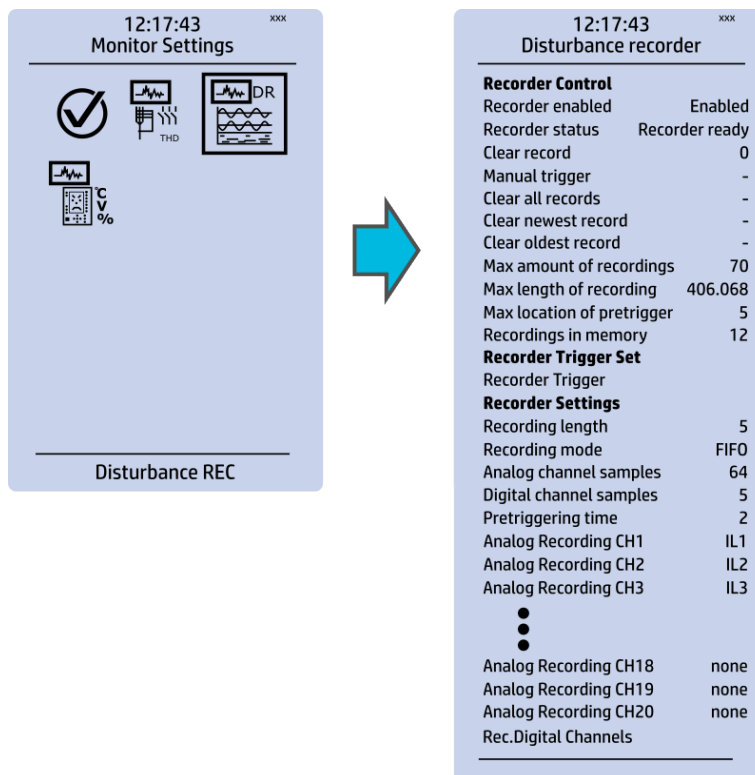 12:17:43 xxx
Monitor Settings
DR
THD
°C
V
%
Disturbance REC
12:17:43 xxx
Disturbance recorder
Recorder Control
Recorder enabled Enabled
Recorder status Recorder ready
Clear record 0
Manual trigger -
Clear all records -
Clear newest record -
Clear oldest record -
Max amount of recordings 70
Max length of recording 406.068
Max location of pretrigger 5
Recordings in memory 12
Recorder Trigger Set
Recorder Trigger
Recorder Settings
Recording length 5
Recording mode FIFO
Analog channel samples 64
Digital channel samples 5
Pretriggering time 2
Analog Recording CH1 IL1
Analog Recording CH2 IL2
Analog Recording CH3 IL3
Analog Recording CH18 none
Analog Recording CH19 none
Analog Recording CH20 none
Rec.Digital Channels